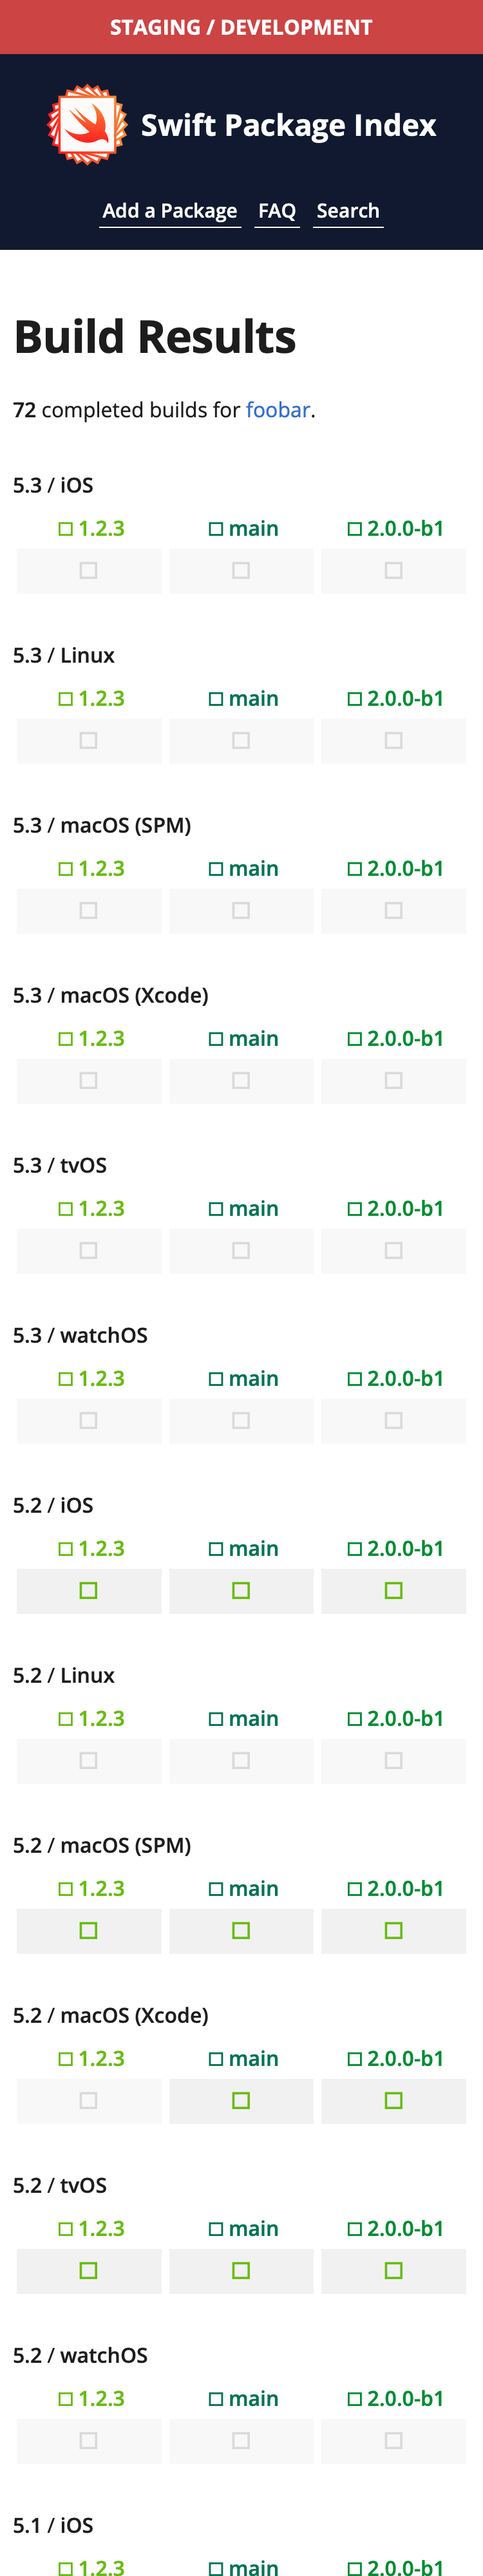 STAGING / DEVELOPMENT
Swift Package Index
Add a Package FAQ Search
Build Results
72 completed builds for foobar.
5.3 / iOS
1.2.3 main 2.0.0-b1
5.3 / Linux
1.2.3 main 2.0.0-b1
5.3 / macOS (SPM)
1.2.3 main 2.0.0-b1
5.3 / macOS (Xcode)
1.2.3 main 2.0.0-b1
5.3 / tvOS
1.2.3 main 2.0.0-b1
5.3 / watchOS
1.2.3 main 2.0.0-b1
5.2 / iOS
1.2.3 main 2.0.0-b1
5.2 / Linux
1.2.3 main 2.0.0-b1
5.2 / macOS (SPM)
1.2.3 main 2.0.0-b1
5.2 / macOS (Xcode)
1.2.3 main 2.0.0-b1
5.2 / tvOS
1.2.3 main 2.0.0-b1
5.2 / watchOS
1.2.3 main 2.0.0-b1
5.1 / iOS
1.2.3 main 2.0.0-b1